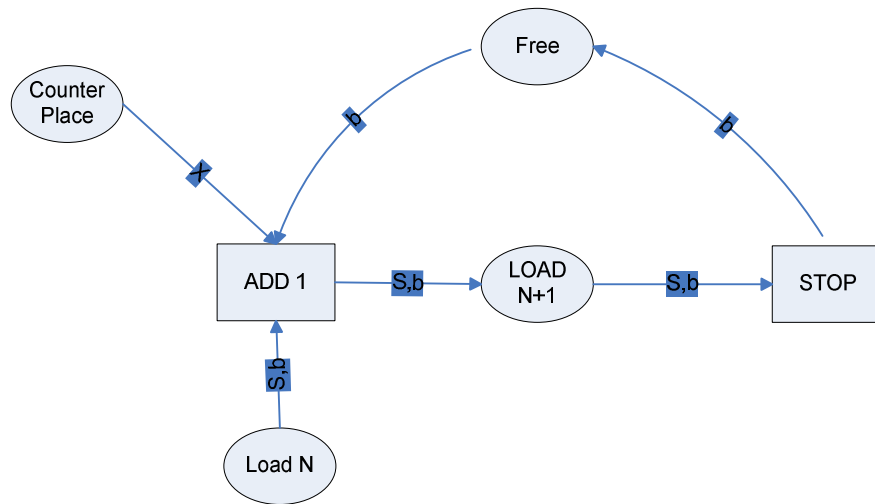 Free
Counter
Place
b
b
X
ADD 1
S,b
LOAD
N+1
S,b
STOP
S,b
Load N